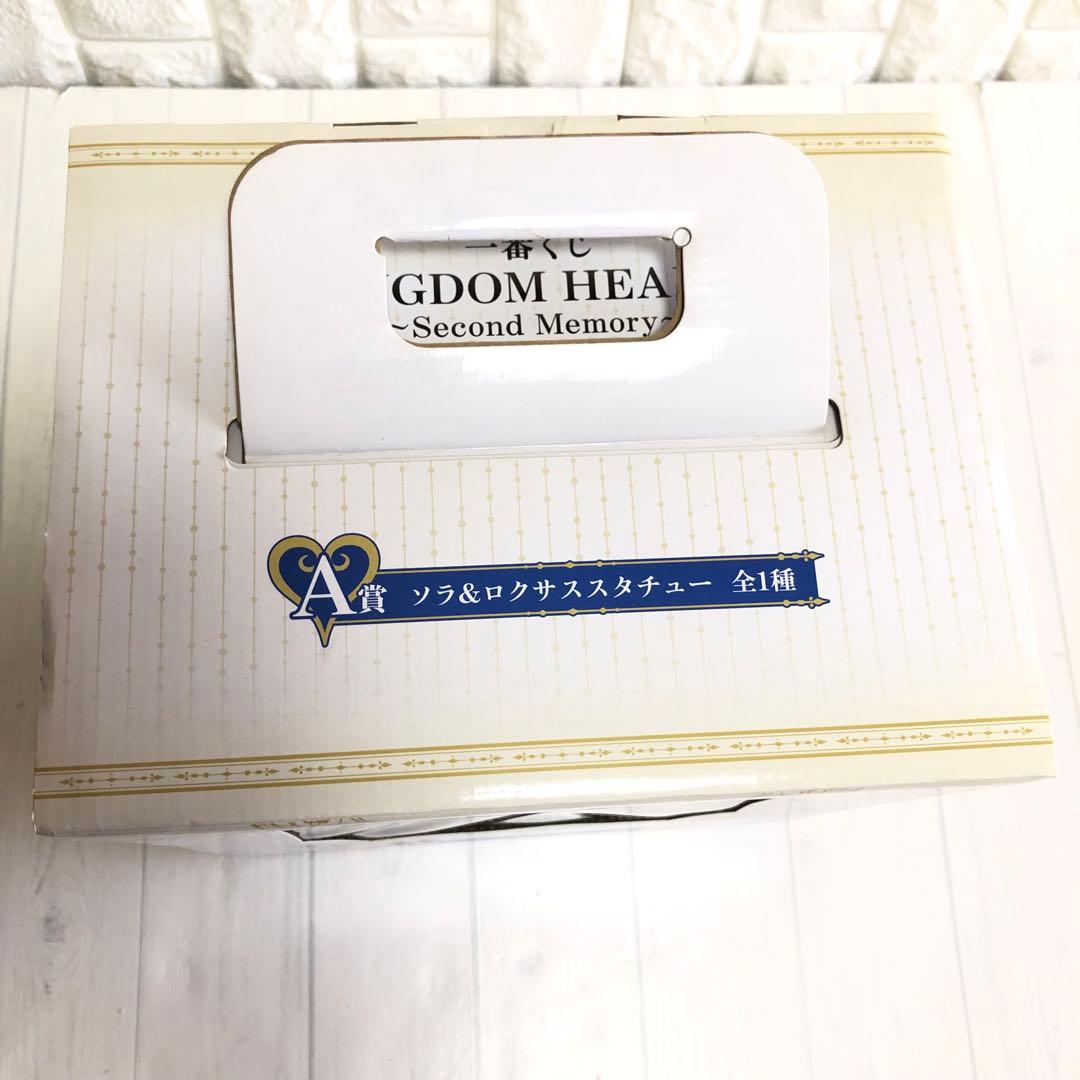 一番くじ
GDOM HEA
~Second Memory~
A賞 ソラ&ロクサススタチュー 全1種